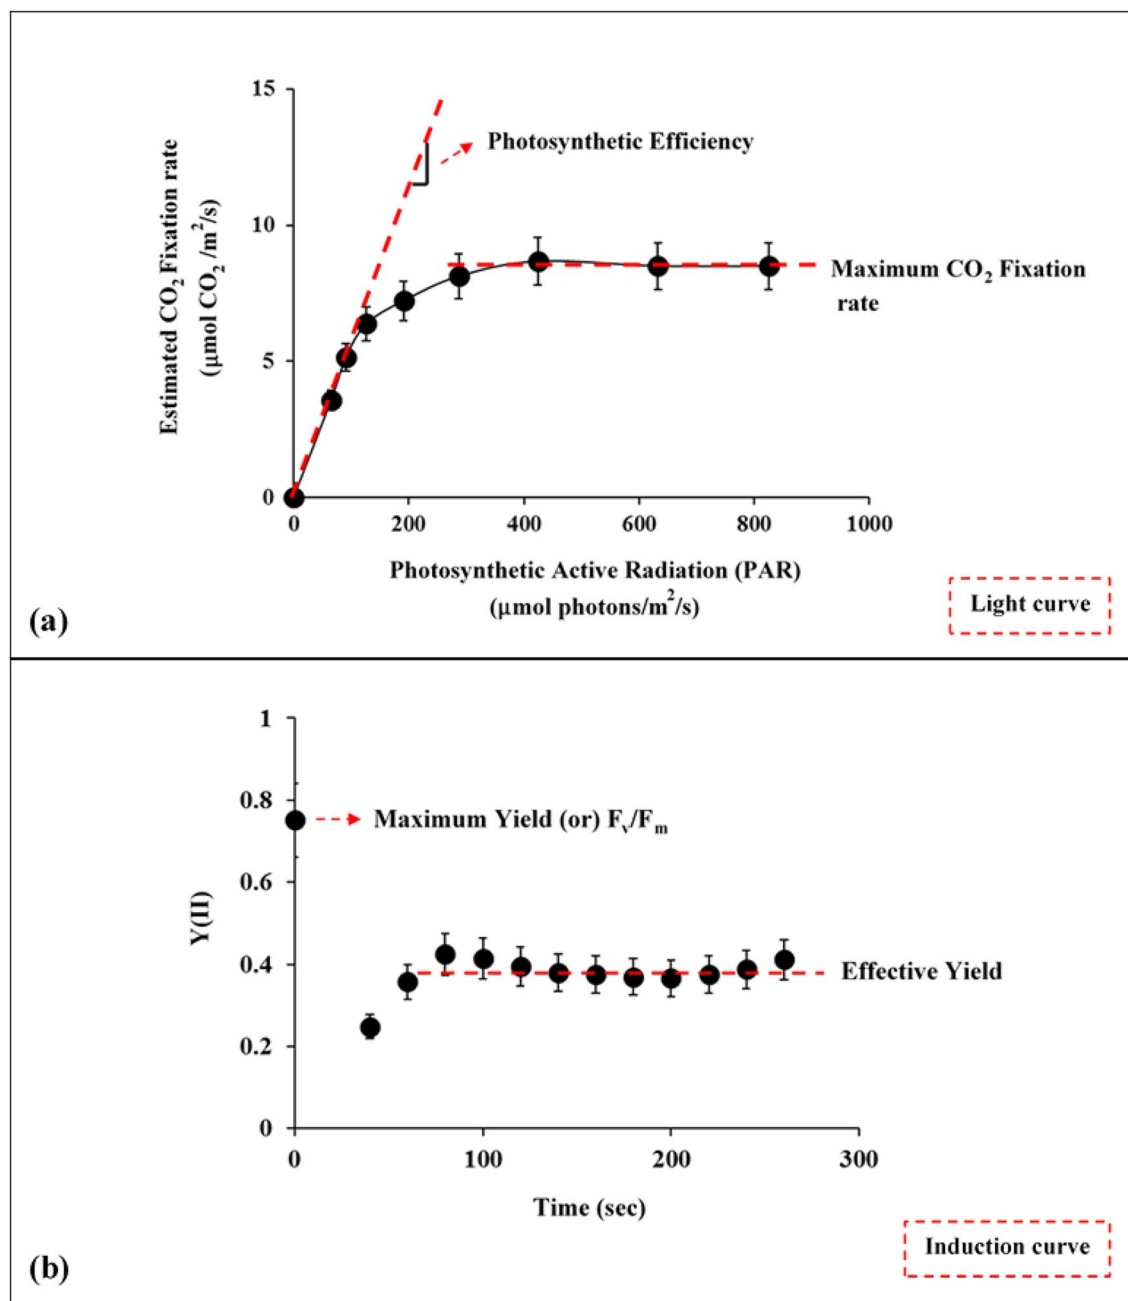 15
Photosynthetic Efficiency
Estimated CO₂ Fixation rate
(µmol CO₂ /m²/s)
10
Maximum CO₂ Fixation
rate
5
0
0 200 400 600 800 1000
Photosynthetic Active Radiation (PAR)
(µmol photons/m²/s)
Light curve
(a)
1
0.8
Maximum Yield (or) Fᵥ/Fₘ
0.6
Y(II)
0.4
Effective Yield
0.2
0
0 100 200 300
Time (sec)
Induction curve
(b)